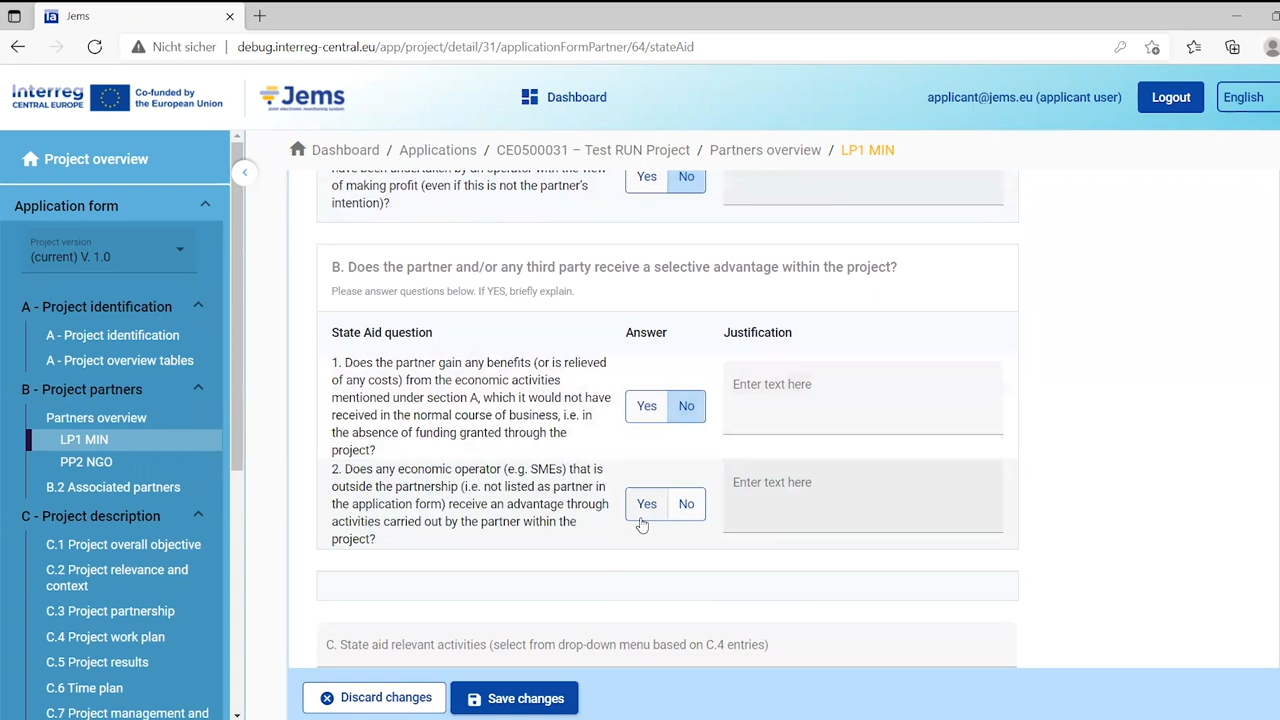 Jems
Nicht sicher
debug.interreg-central.eu/app/project/detail/31/applicationFormPartner/64/stateAid
Interreg
CENTRAL EUROPE
Co-funded by
the European Union
Jems
Joint electronic monitoring system
Dashboard
applicant@jems.eu (applicant user)
Logout
English
Project overview
Application form
Project version
(current) V. 1.0
A - Project identification
A - Project identification
A - Project overview tables
B - Project partners
Partners overview
LP1 MIN
PP2 NGO
B.2 Associated partners
C - Project description
C.1 Project overall objective
C.2 Project relevance and
context
C.3 Project partnership
C.4 Project work plan
C.5 Project results
C.6 Time plan
C.7 Project management and
Dashboard / Applications / CE0500031 – Test RUN Project / Partners overview / LP1 MIN
have been undertaken by an operator with the view
of making profit (even if this is not the partner's
intention)?
Yes No
B. Does the partner and/or any third party receive a selective advantage within the project?
Please answer questions below. If YES, briefly explain.
State Aid question Answer Justification
1. Does the partner gain any benefits (or is relieved
of any costs) from the economic activities
mentioned under section A, which it would not have
received in the normal course of business, i.e. in
the absence of funding granted through the
project?
Yes No
Enter text here
2. Does any economic operator (e.g. SMEs) that is
outside the partnership (i.e. not listed as partner in
the application form) receive an advantage through
activities carried out by the partner within the
project?
Yes No
Enter text here
C. State aid relevant activities (select from drop-down menu based on C.4 entries)
Discard changes
Save changes